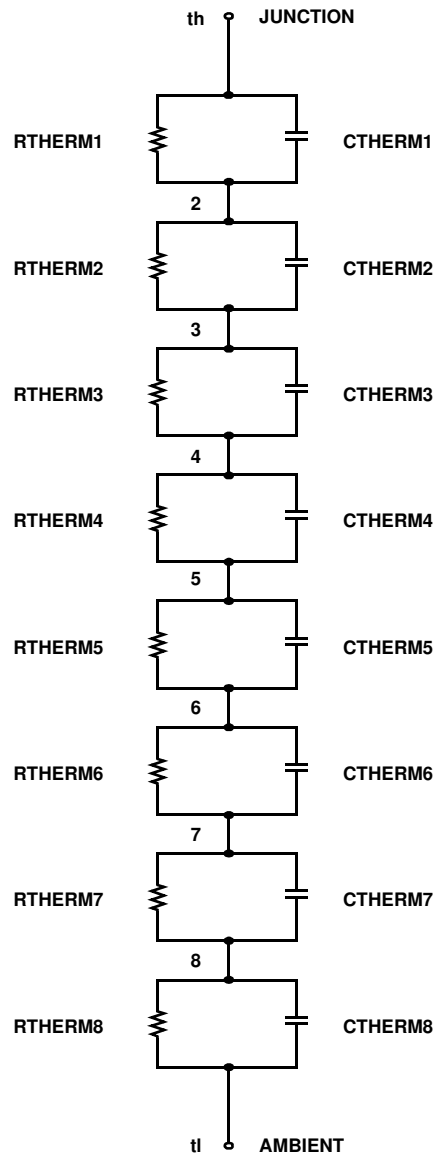 th JUNCTION
RTHERM1 CTHERM1
2
RTHERM2 CTHERM2
3
RTHERM3 CTHERM3
4
RTHERM4 CTHERM4
5
RTHERM5 CTHERM5
6
RTHERM6 CTHERM6
7
RTHERM7 CTHERM7
8
RTHERM8 CTHERM8
tl AMBIENT